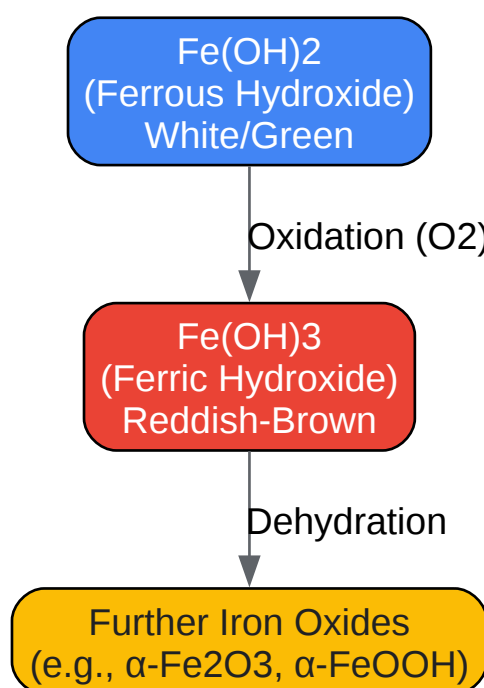 Fe(OH)2
(Ferrous Hydroxide)
White/Green
Oxidation (O2)
Fe(OH)3
(Ferric Hydroxide)
Reddish-Brown
Dehydration
Further Iron Oxides
(e.g., α-Fe2O3, α-FeOOH)